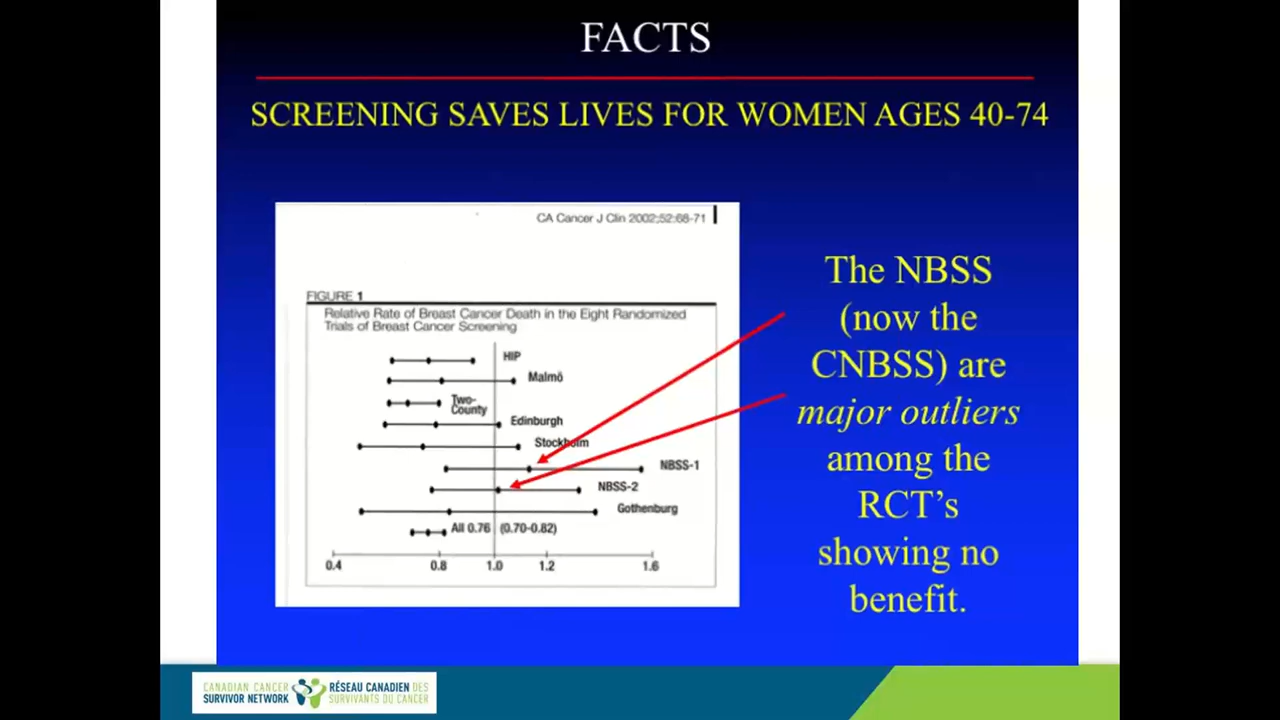 FACTS
SCREENING SAVES LIVES FOR WOMEN AGES 40-74
CA Cancer J Clin 2002;52:68-71
FIGURE 1
Relative Rate of Breast Cancer Death in the Eight Randomized
Trials of Breast Cancer Screening
HIP
Malmö
Two-
County
Edinburgh
Stockholm
NBSS-1
NBSS-2
Gothenburg
All 0.76 (0.70-0.82)
0.4 0.8 1.0 1.2 1.6
The NBSS
(now the
CNBSS) are
major outliers
among the
RCT's
showing no
benefit.
CANADIAN CANCER
SURVIVOR NETWORK
RÉSEAU CANADIEN DES
SURVIVANTS DU CANCER